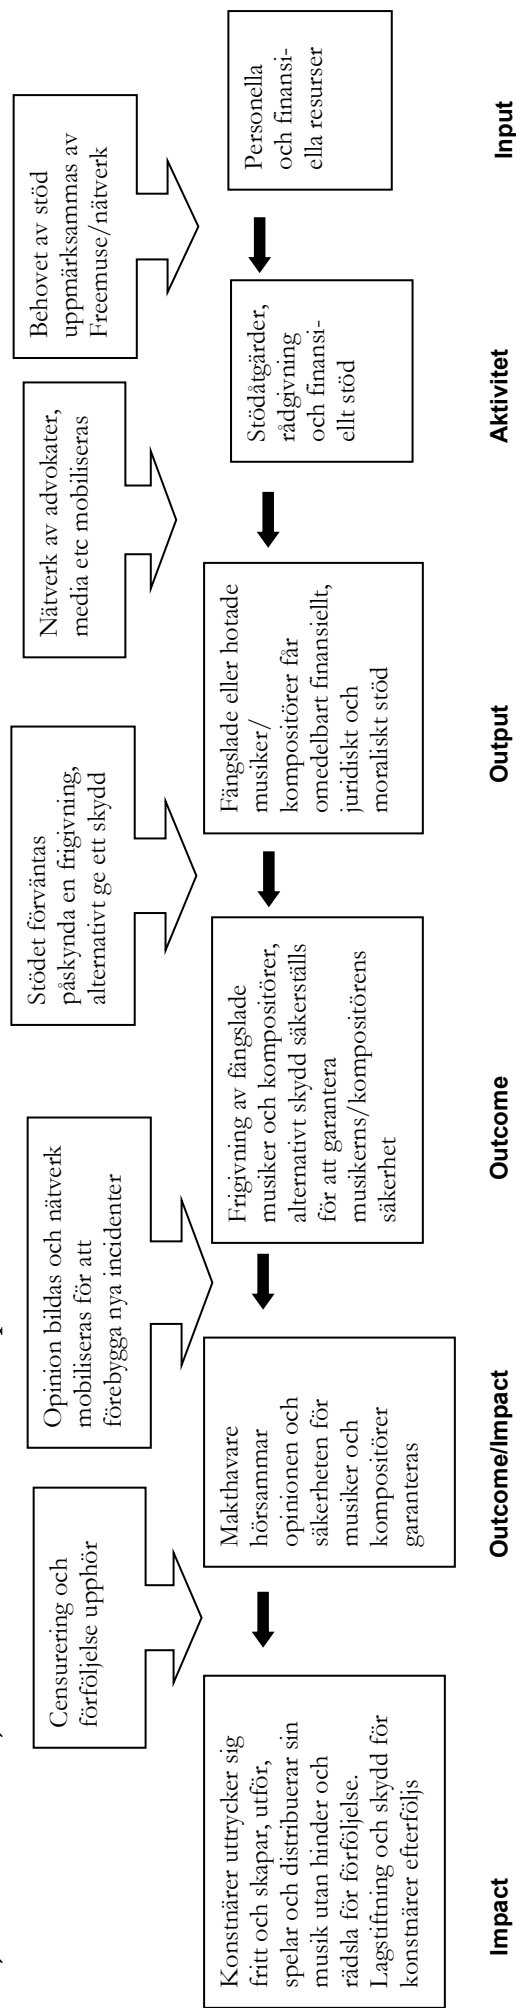 Censurering och
förföljelse upphör
Opinion bildas och nätverk
mobiliseras för att
förebygga nya incidenter
Stödet förväntas
påskynda en frigivning,
alternativt ge ett skydd
Nätverk av advokater,
media etc mobiliseras
Behovet av stöd
uppmärksammas av
Freemuse/nätverk
Konstnärer uttrycker sig
fritt och skapar, utför,
spelar och distribuerar sin
musik utan hinder och
rädsla för förföljelse.
Lagstiftning och skydd för
konstnärer efterföljs
Makthavare
hörsammar
opinionen och
säkerheten för
musiker och
kompositörer
garanteras
Frigivning av fängslade
musiker och kompositörer,
alternativt skydd säkerställs
för att garantera
musikerns/kompositörens
säkerhet
Fängslade eller hotade
musiker/
kompositörer får
omedelbart finansiellt,
juridiskt och
moraliskt stöd
Stödåtgärder,
rådgivning
och finansi-
ellt stöd
Personella
och finansi-
ella resurser
Impact
Outcome/Impact
Outcome
Output
Aktivitet
Input